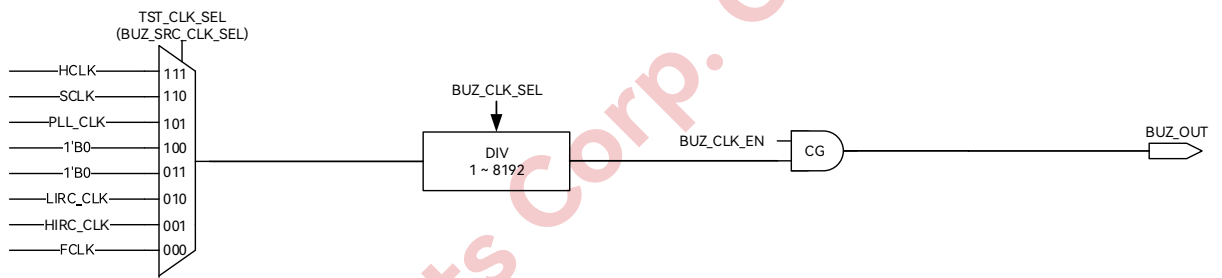 TST_CLK_SEL
(BUZ_SRC_CLK_SEL)
HCLK 111
SCLK 110
PLL_CLK 101
1'B0 100
1'B0 011
LIRC_CLK 010
HIRC_CLK 001
FCLK 000
BUZ_CLK_SEL
DIV
1 ~ 8192
BUZ_CLK_EN
CG
BUZ_OUT
Corp.